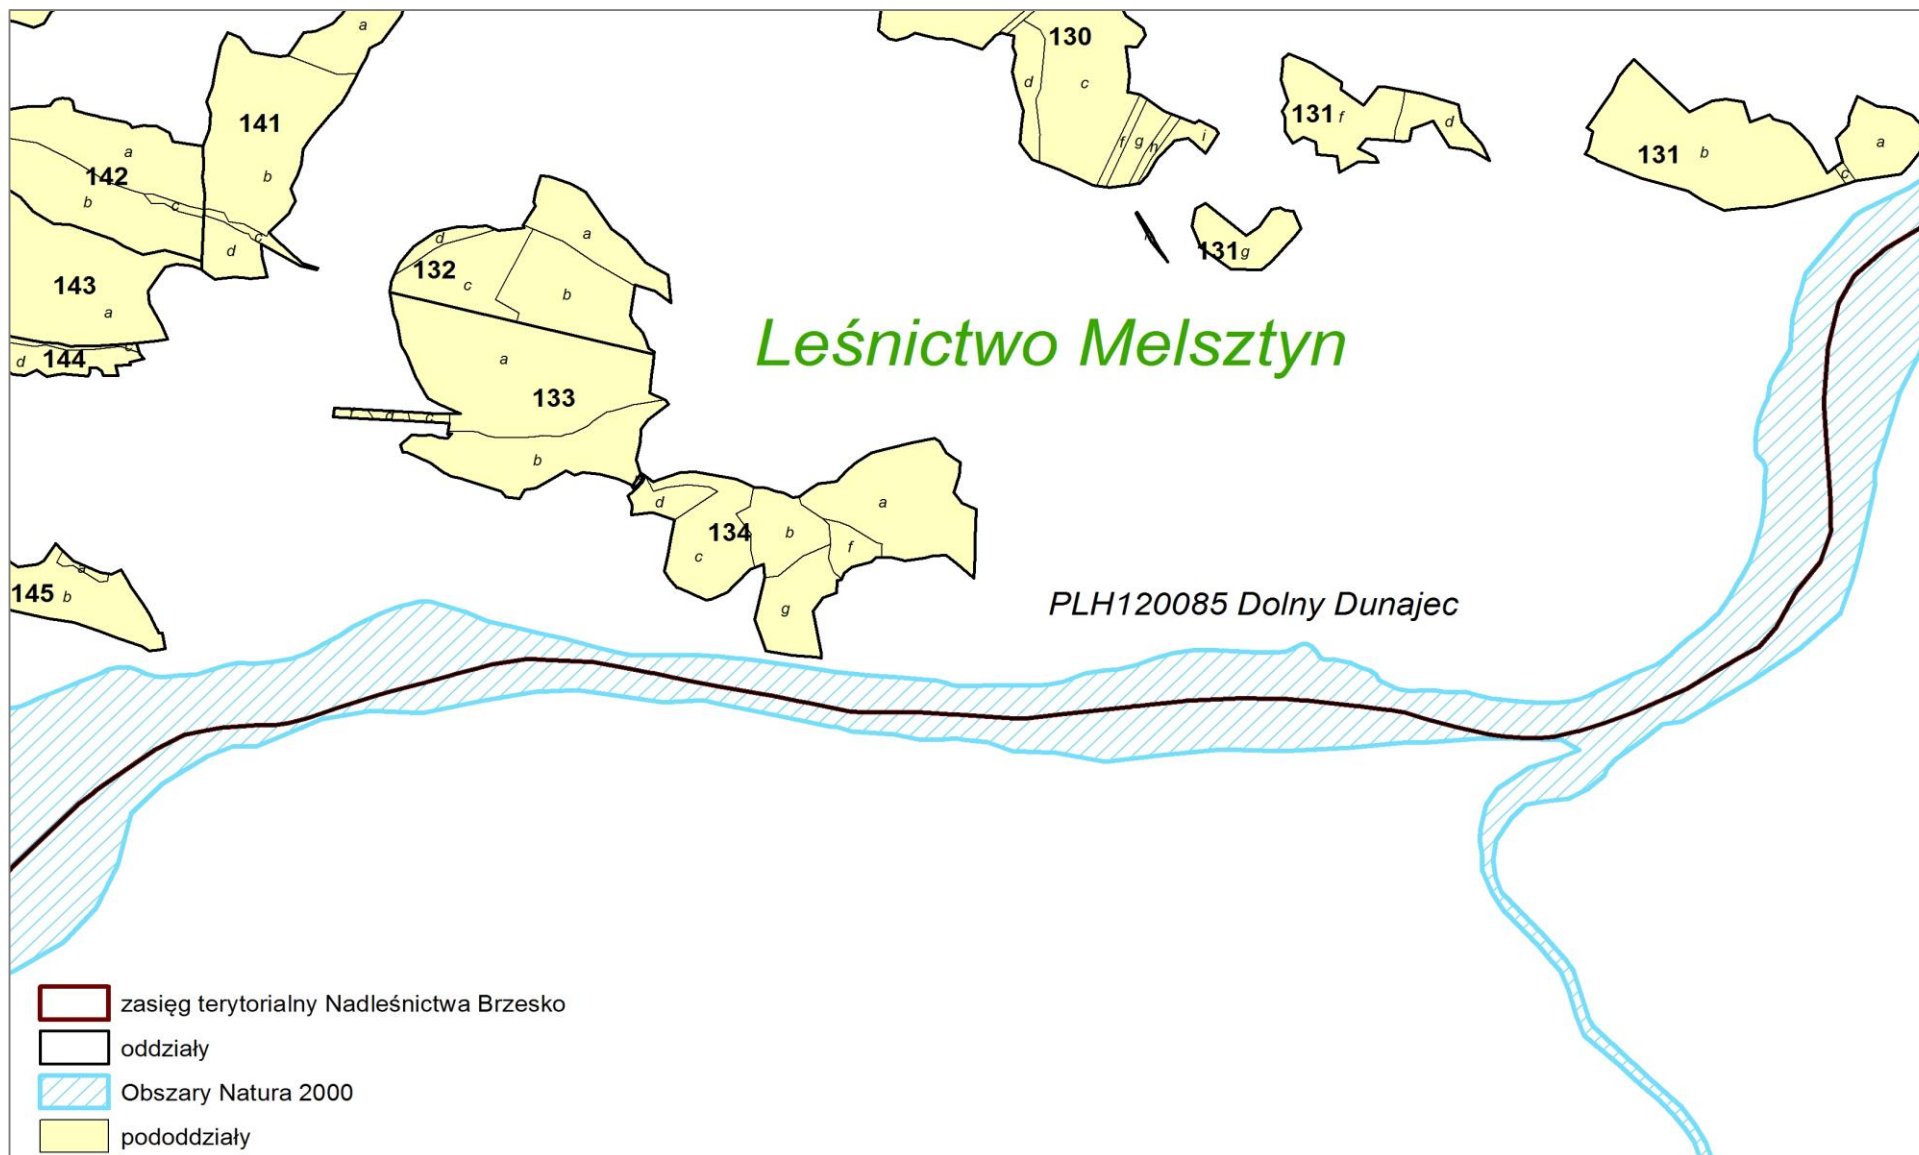 a
130
d
c
f
g
h
i
131 f
d
131 b
c
a
141
b
a
142
b
c
c
d
143
a
d
144
c
a
d
132
c
b
131 g
Leśnictwo Melsztyn
a
133
d
c
b
d
134
c
b
a
f
g
a
145 b
PLH120085 Dolny Dunajec
zasięg terytorialny Nadleśnictwa Brzesko
oddziały
Obszary Natura 2000
pododdziały